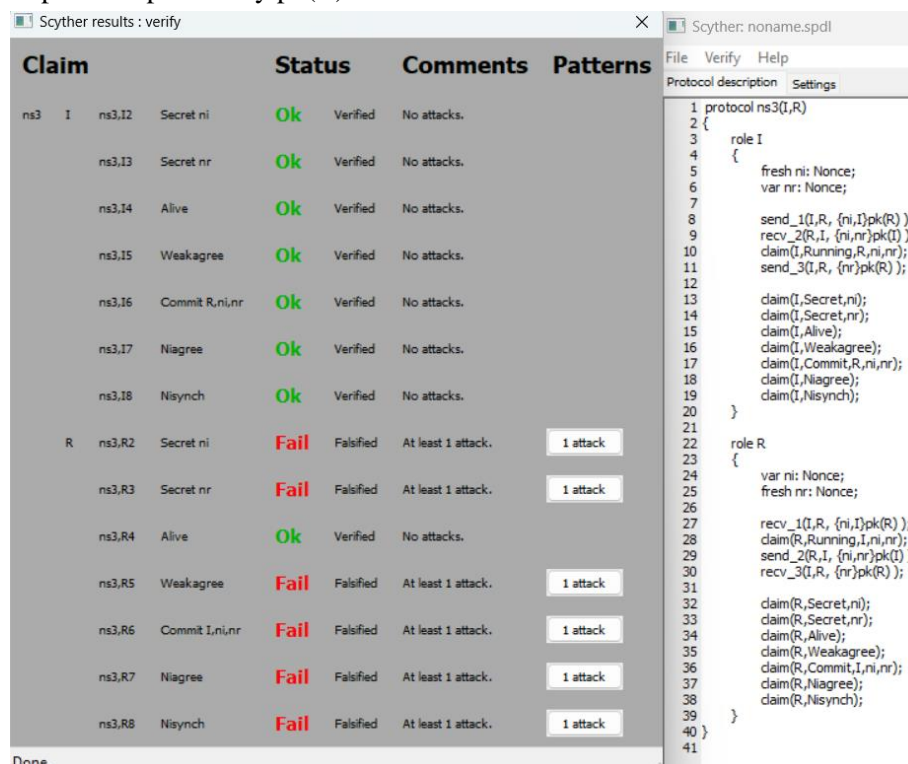 Scyther results : verify
Claim Status Comments Patterns
ns3 I ns3,I2 Secret ni Ok Verified No attacks.
ns3,I3 Secret nr Ok Verified No attacks.
ns3,I4 Alive Ok Verified No attacks.
ns3,I5 Weakagree Ok Verified No attacks.
ns3,I6 Commit R,ni,nr Ok Verified No attacks.
ns3,I7 Niagree Ok Verified No attacks.
ns3,I8 Nisynch Ok Verified No attacks.
R ns3,R2 Secret ni Fail Falsified At least 1 attack. 1 attack
ns3,R3 Secret nr Fail Falsified At least 1 attack. 1 attack
ns3,R4 Alive Ok Verified No attacks.
ns3,R5 Weakagree Fail Falsified At least 1 attack. 1 attack
ns3,R6 Commit I,ni,nr Fail Falsified At least 1 attack. 1 attack
ns3,R7 Niagree Fail Falsified At least 1 attack. 1 attack
ns3,R8 Nisynch Fail Falsified At least 1 attack. 1 attack
Done
Scyther: noname.spdl
File Verify Help
Protocol description Settings
1 protocol ns3(I,R)
2 {
3 role I
4 {
5 fresh ni: Nonce;
6 var nr: Nonce;
7
8 send_1(I,R, {ni,I}pk(R) )
9 recv_2(R,I, {ni,nr}pk(I) )
10 claim(I,Running,R,ni,nr);
11 send_3(I,R, {nr}pk(R) );
12
13 claim(I,Secret,ni);
14 claim(I,Secret,nr);
15 claim(I,Alive);
16 claim(I,Weakagree);
17 claim(I,Commit,R,ni,nr);
18 claim(I,Niagree);
19 claim(I,Nisynch);
20 }
21
22 role R
23 {
24 var ni: Nonce;
25 fresh nr: Nonce;
26
27 recv_1(I,R, {ni,I}pk(R) );
28 claim(R,Running,I,ni,nr);
29 send_2(R,I, {ni,nr}pk(I) )
30 recv_3(I,R, {nr}pk(R) );
31
32 claim(R,Secret,ni);
33 claim(R,Secret,nr);
34 claim(R,Alive);
35 claim(R,Weakagree);
36 claim(R,Commit,I,ni,nr);
37 claim(R,Niagree);
38 claim(R,Nisynch);
39 }
40 }
41